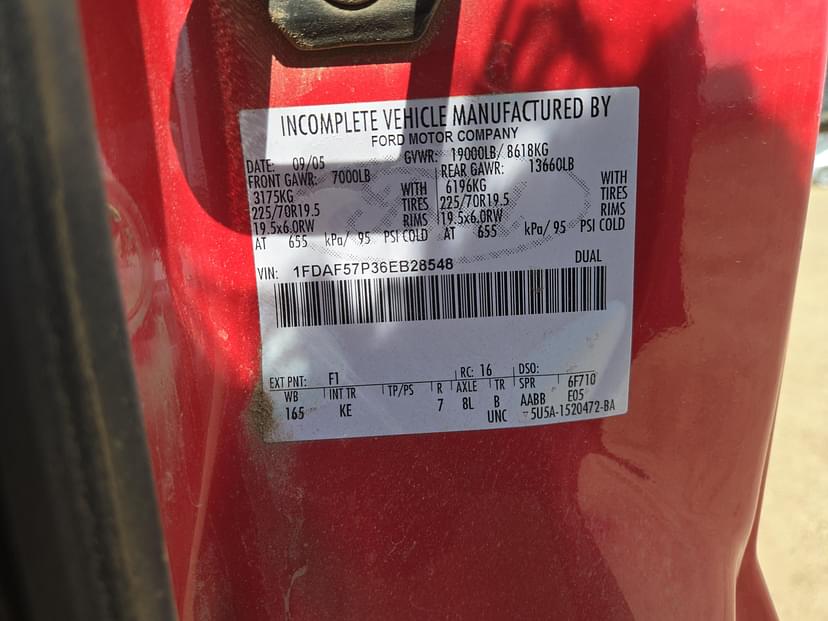 INCOMPLETE VEHICLE MANUFACTURED BY
FORD MOTOR COMPANY
DATE: 09/05 GVWR: 19000LB/ 8618KG
FRONT GAWR: 7000LB REAR GAWR: 13660LB
3175KG WITH 6196KG WITH
225/70R19.5 TIRES 225/70R19.5 TIRES
19.5x6.0RW RIMS 19.5x6.0RW RIMS
AT 655 kPa/ 95 PSI COLD AT 655 kPa/ 95 PSI COLD
VIN: 1FDAF57P36EB28548 DUAL
EXT PNT: F1 RC: 16 DSO:
WB INT TR TP/PS R AXLE TR SPR 6F710
165 KE 7 8L B AABB E05
UNC 5U5A-1520472-BA